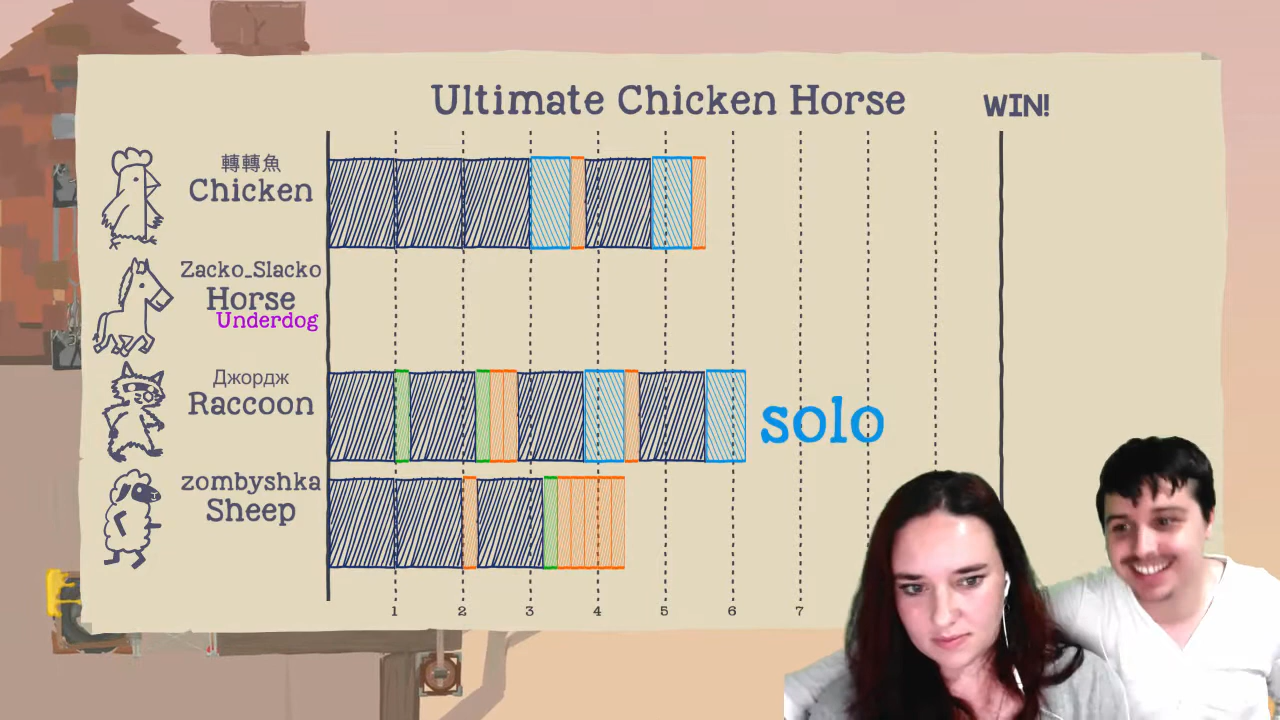 Ultimate Chicken Horse
WIN!
轉轉魚
Chicken
Zacko_Slacko
Horse
Underdog
Джордж
Raccoon
solo
zombyshka
Sheep
1 2 3 4 5 6 7